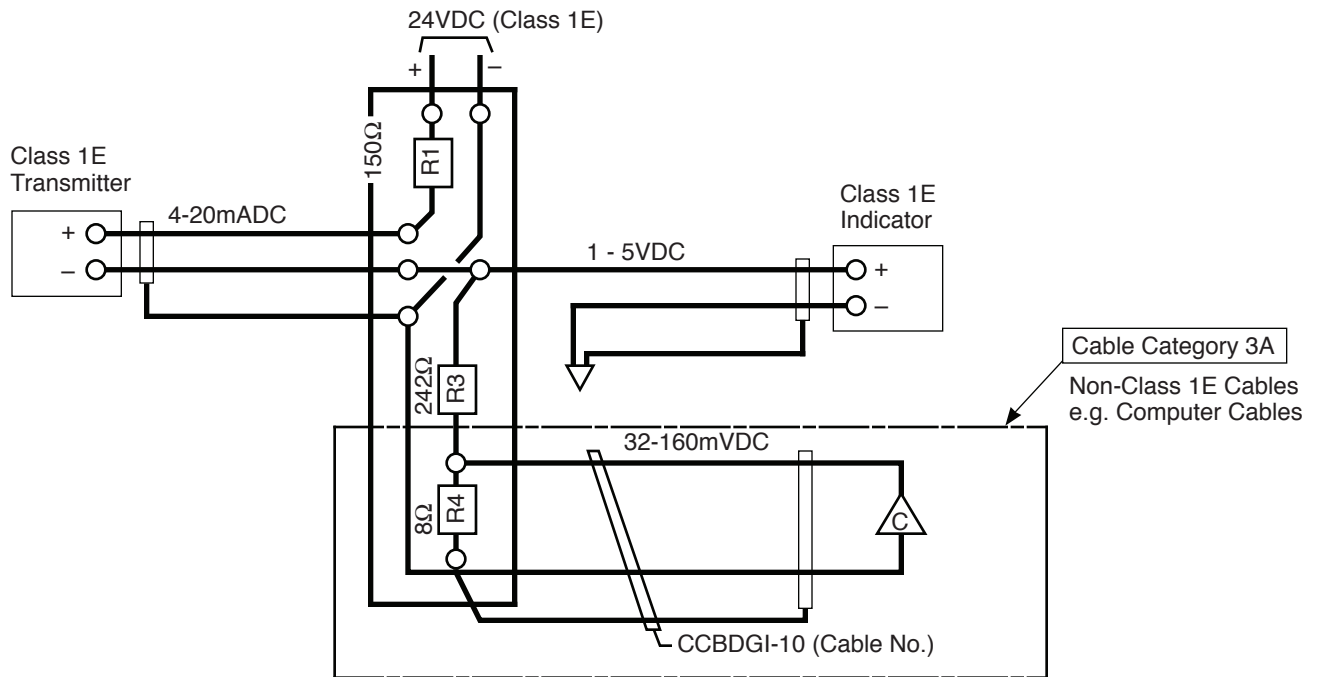 24VDC (Class 1E)
+
–
150Ω
R1
Class 1E
Transmitter
4-20mADC
+
–
Class 1E
Indicator
1 - 5VDC
+
–
242Ω
R3
Cable Category 3A
Non-Class 1E Cables
e.g. Computer Cables
32-160mVDC
8Ω
R4
C
CCBDGI-10 (Cable No.)